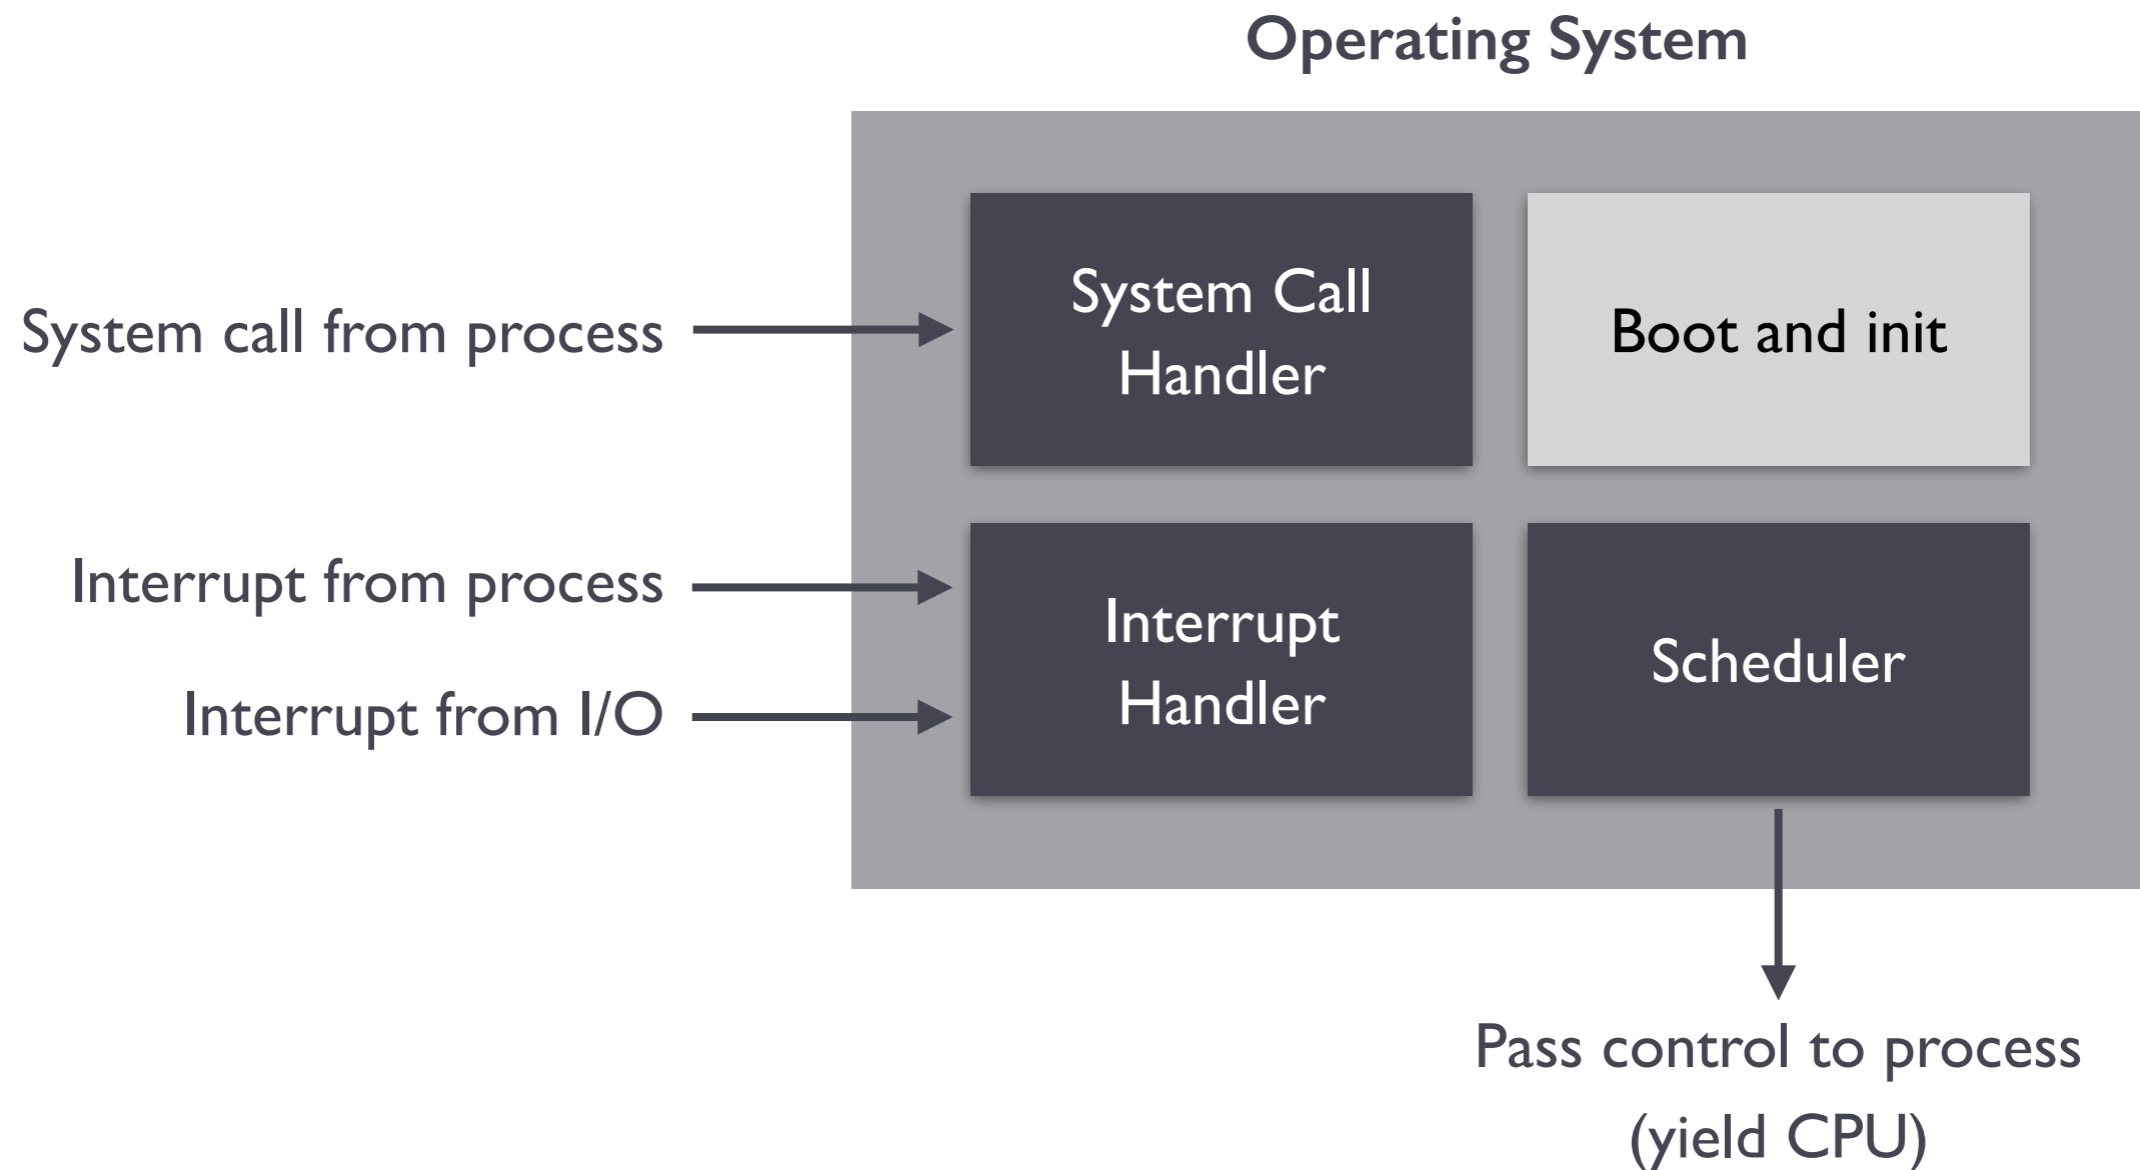 Operating System
System call from process
System Call
Handler
Boot and init
Interrupt from process
Interrupt from I/O
Interrupt
Handler
Scheduler
Pass control to process
(yield CPU)